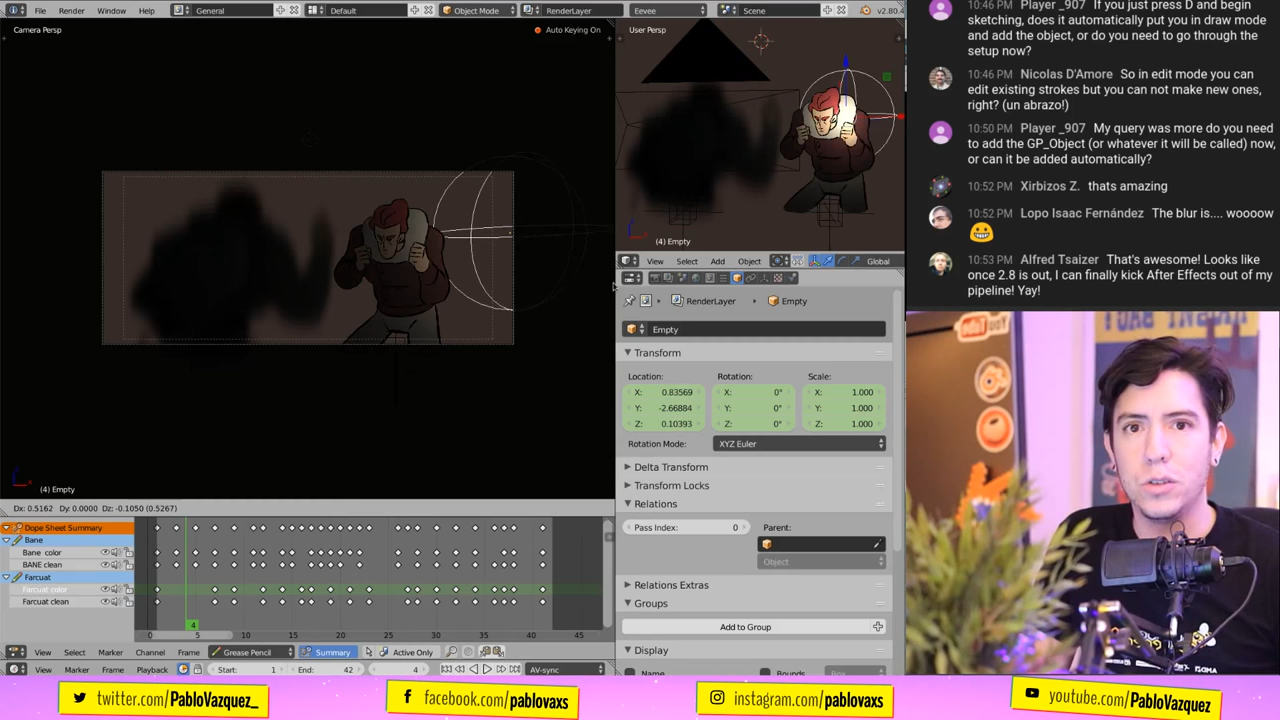 File
Render
Window
Help
General
Default
Object Mode
RenderLayer
Eevee
Scene
v2.80.4
Camera Persp
Auto Keying On
User Persp
(4) Empty
View
Select
Add
Object
Global
RenderLayer
Empty
Empty
Transform
Location:
Rotation:
Scale:
X: 0.83569
X: 0°
X: 1.000
Y: -2.66884
Y: 0°
Y: 1.000
Z: 0.10393
Z: 0°
Z: 1.000
Rotation Mode:
XYZ Euler
Delta Transform
Transform Locks
Relations
Pass Index: 0
Parent:
Object
Relations Extras
Groups
Add to Group
Display
Name
Bounds
(4) Empty
Dx: 0.5162 Dy: 0.0000 Dz: -0.1050 (0.5267)
Dope Sheet Summary
Bane
Bane color
BANE clean
Farcuat
Farcuat color
Farcuat clean
4
0
5
10
15
20
25
30
35
40
45
View
Select
Marker
Channel
Frame
Grease Pencil
Summary
Active Only
View
Marker
Frame
Playback
Start: 1
End: 42
4
AV-sync
10:46 PM Player _907 If you just press D and begin
sketching, does it automatically put you in draw mode
and add the object, or do you need to go through the
setup now?
10:46 PM Nicolas D'Amore So in edit mode you can
edit existing strokes but you can not make new ones,
right? (un abrazo!)
10:50 PM Player _907 My query was more do you need
to add the GP_Object (or whatever it will be called) now,
or can it be added automatically?
10:52 PM Xirbizos Z. thats amazing
10:52 PM Lopo Isaac Fernández The blur is.... woooow
10:53 PM Alfred Tsaizer That's awesome! Looks like
once 2.8 is out, I can finally kick After Effects out of my
pipeline! Yay!
twitter.com/PabloVazquez_
facebook.com/pablovaxs
instagram.com/pablovaxs
youtube.com/PabloVazquez